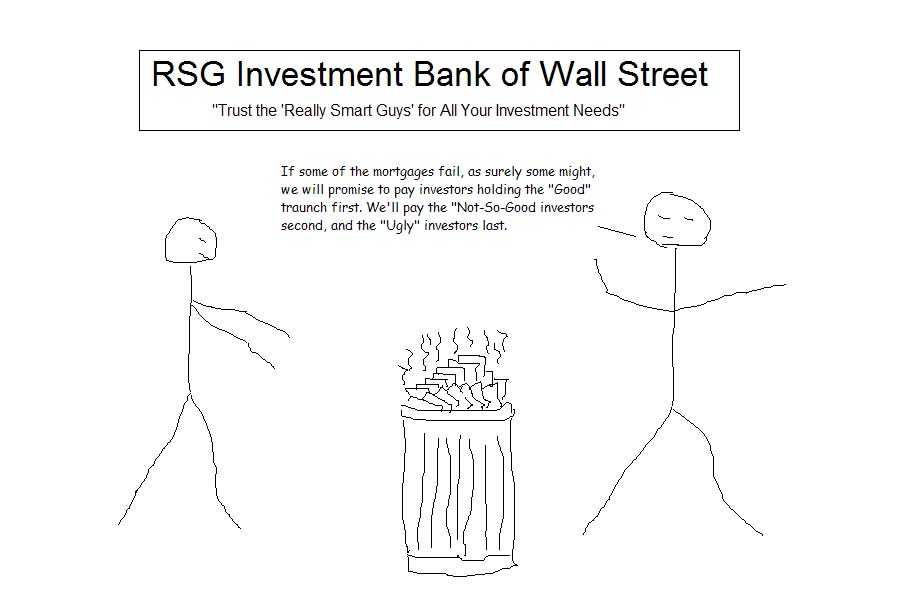 RSG Investment Bank of Wall Street
"Trust the 'Really Smart Guys' for All Your Investment Needs"
If some of the mortgages fail, as surely some might,
we will promise to pay investors holding the "Good"
traunch first. We'll pay the "Not-So-Good investors
second, and the "Ugly" investors last.